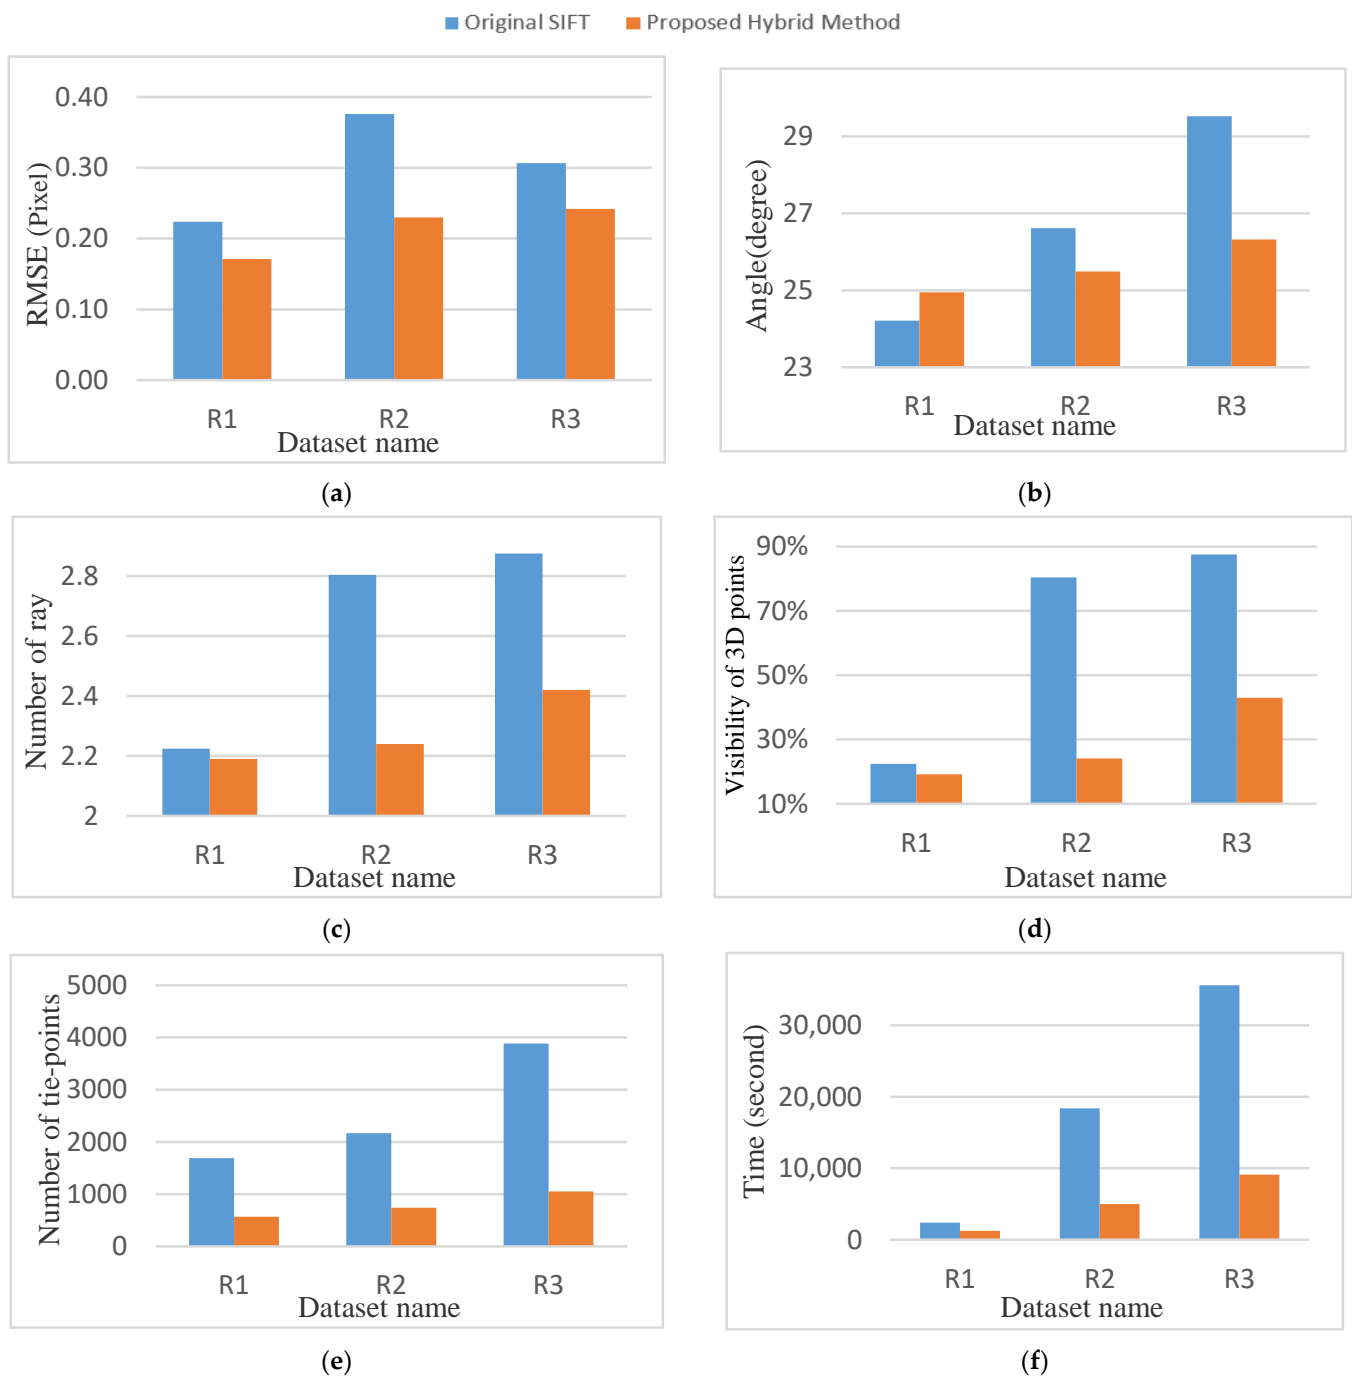 Original SIFT Proposed Hybrid Method
0.40
0.30
0.20
0.10
0.00
RMSE (Pixel)
R1 R2 R3
Dataset name
(a)
29
27
25
23
Angle(degree)
R1 R2 R3
Dataset name
(b)
2.8
2.6
2.4
2.2
2
Number of ray
R1 R2 R3
Dataset name
(c)
90%
70%
50%
30%
10%
Visibility of 3D points
R1 R2 R3
Dataset name
(d)
5000
4000
3000
2000
1000
0
Number of tie-points
R1 R2 R3
Dataset name
(e)
30,000
20,000
10,000
0
Time (second)
R1 R2 R3
Dataset name
(f)